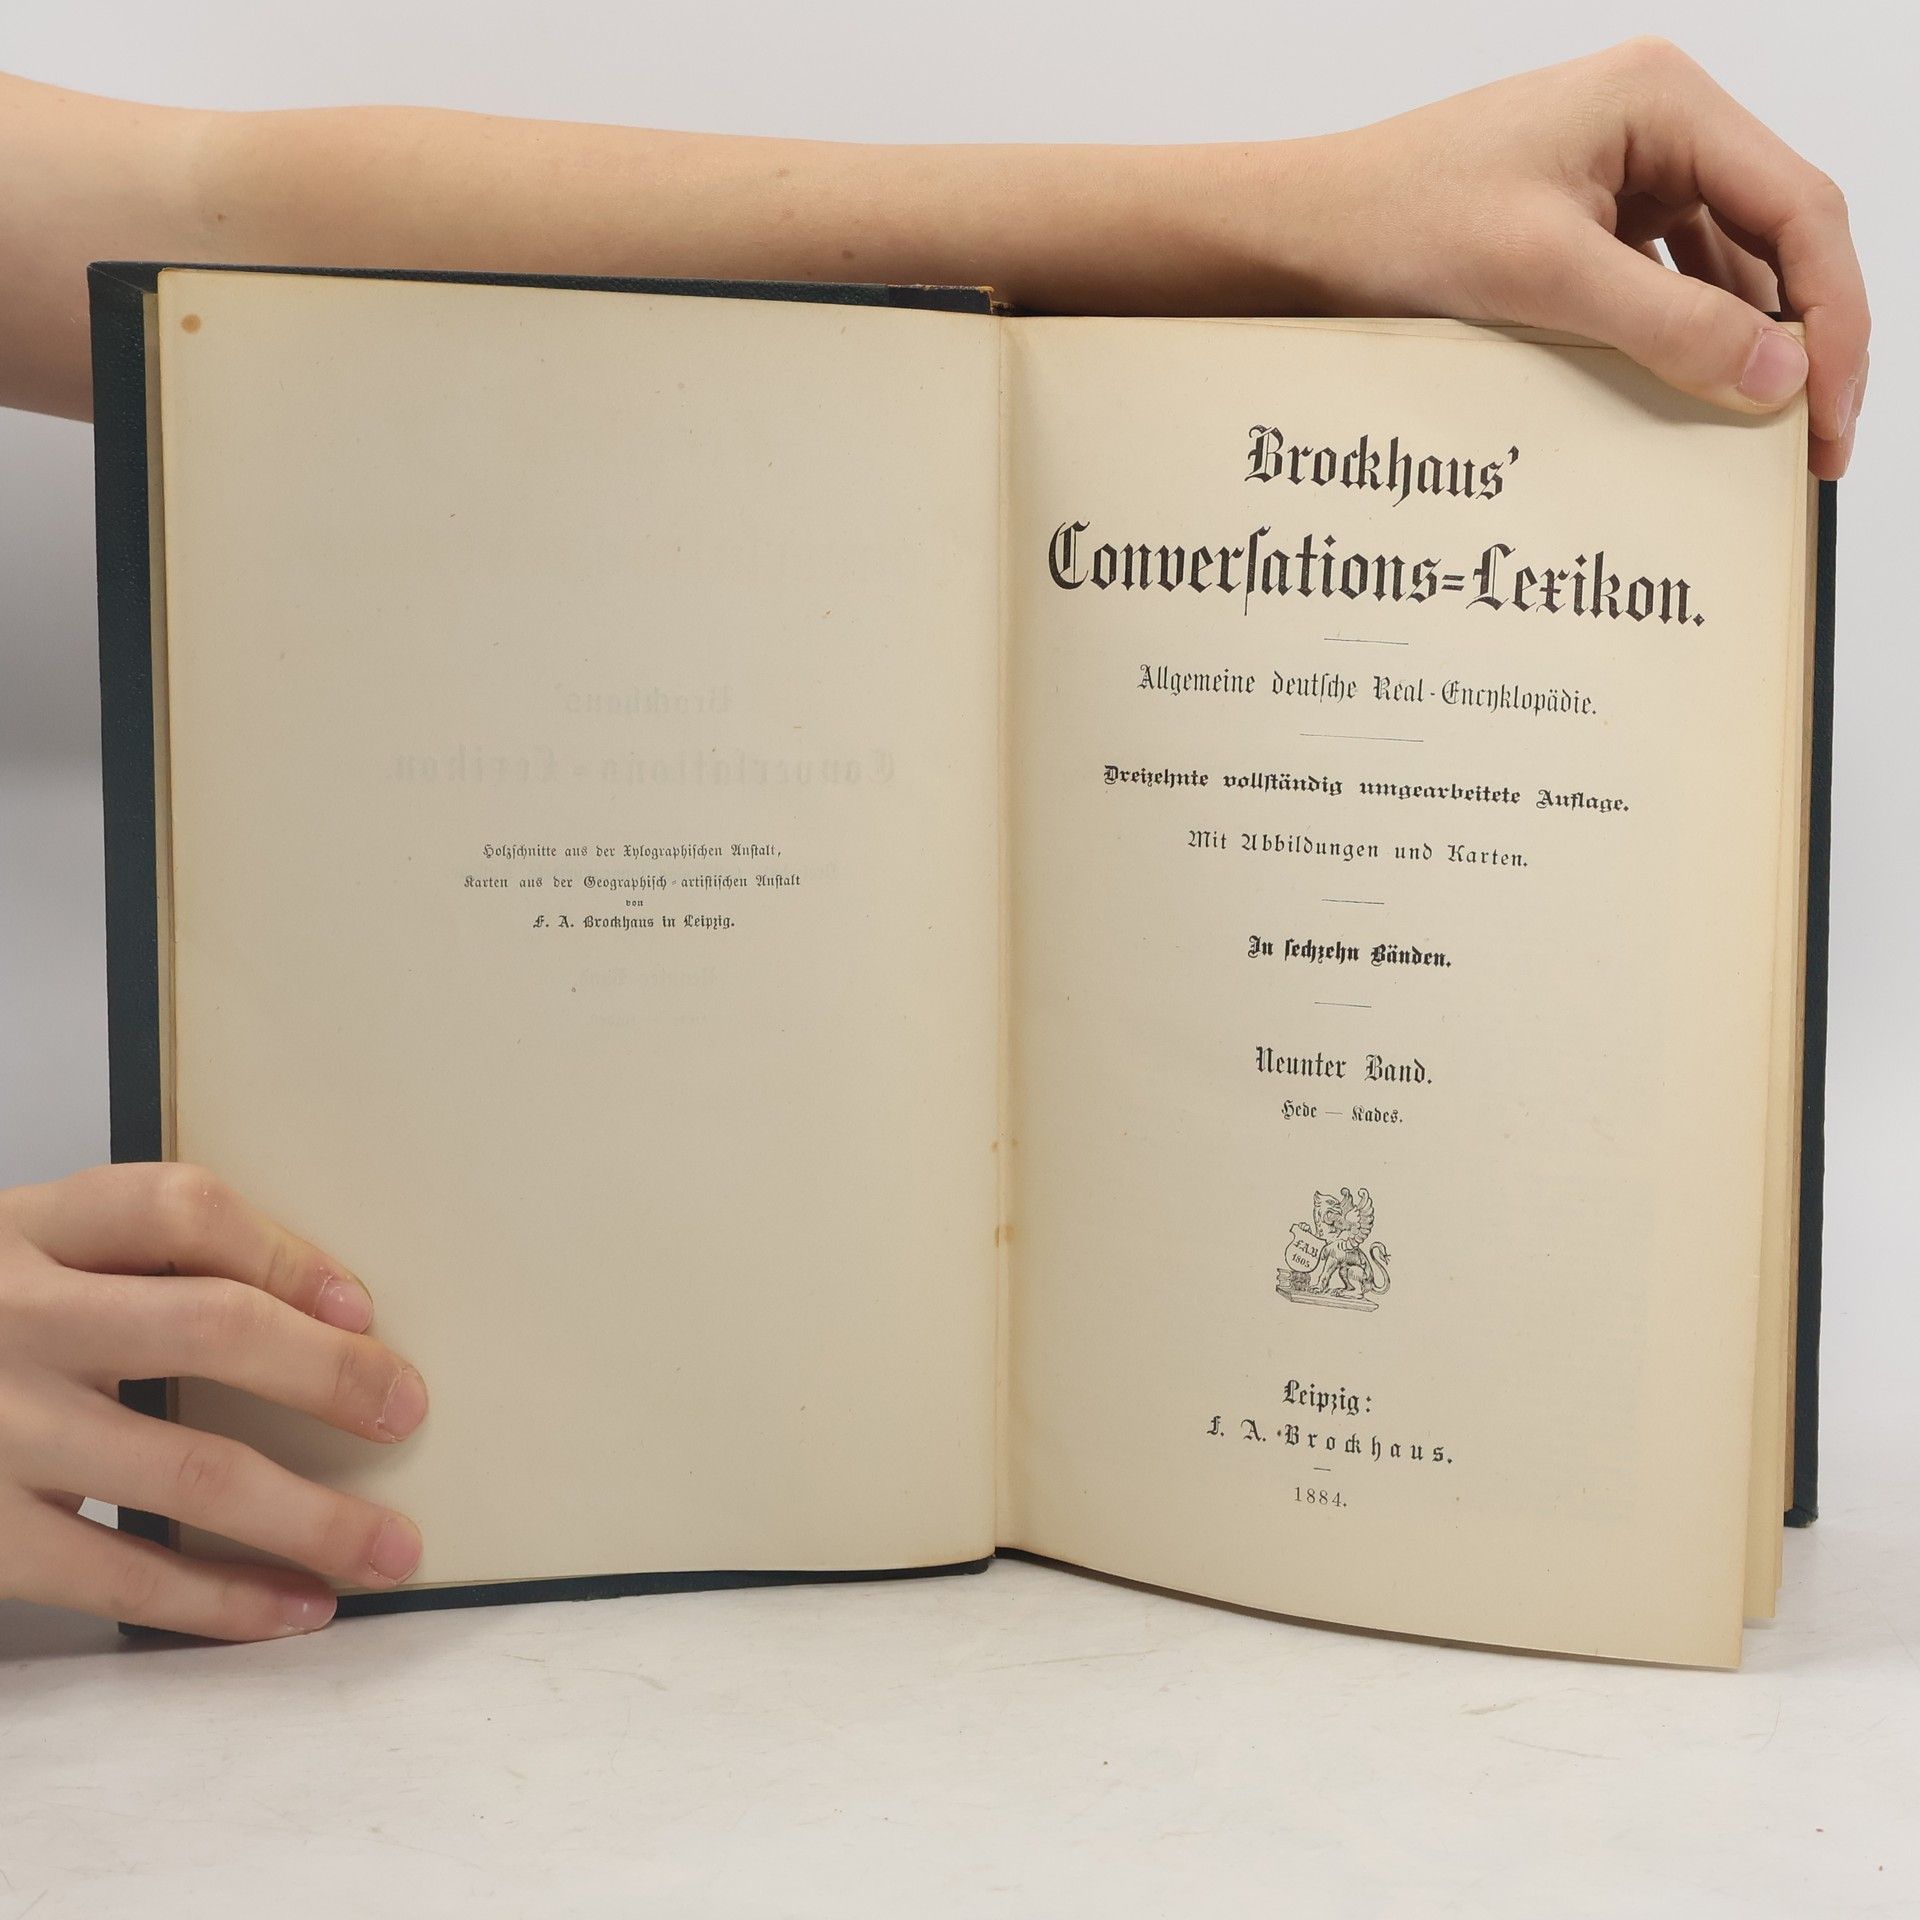 Holzschnitte aus der Xylographischen Anstalt,
Karten aus der Geographisch-artistischen Anstalt
von
F. A. Brockhaus in Leipzig.
Brockhaus’
Conversations-Lexikon.
Allgemeine deutsche Real-Encyklopädie.
Dreizehnte vollständig umgearbeitete Auflage.
Mit Abbildungen und Karten.
In sechzehn Bänden.
Neunter Band.
Hede — Kades.
F.A.B.
1805
Leipzig:
F. A. Brockhaus.
1884.